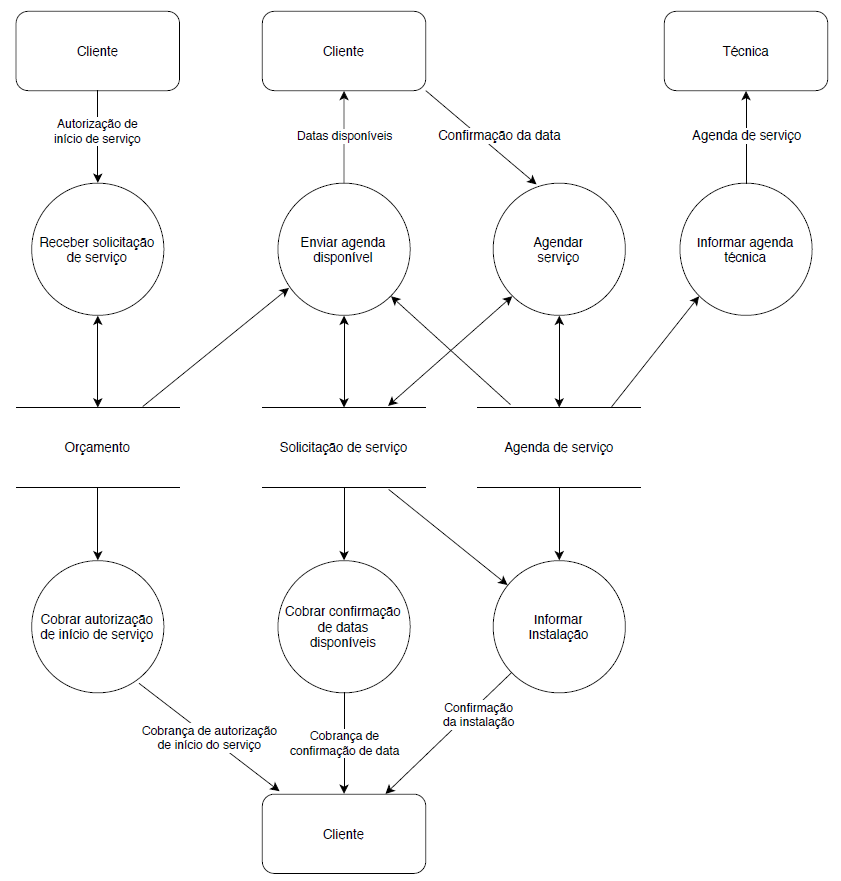 Cliente
Cliente
Técnica
Autorização de
início de serviço
Datas disponíveis
Confirmação da data
Agenda de serviço
Receber solicitação
de serviço
Enviar agenda
disponível
Agendar
serviço
Informar agenda
técnica
Orçamento
Solicitação de serviço
Agenda de serviço
Cobrar autorização
de início de serviço
Cobrar confirmação
de datas
disponíveis
Informar
Instalação
Cobrança de autorização
de início do serviço
Cobrança de
confirmação de data
Confirmação
da instalação
Cliente